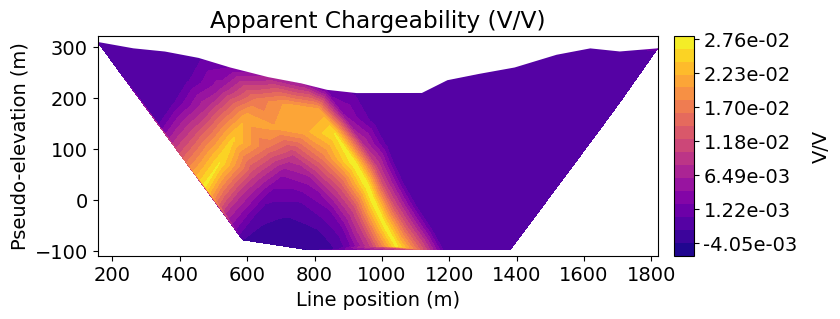 Apparent Chargeability (V/V)
Pseudo-elevation (m)
300
200
100
0
−100
200 400 600 800 1000 1200 1400 1600 1800
Line position (m)
2.76e-02
2.23e-02
1.70e-02
1.18e-02
6.49e-03
1.22e-03
-4.05e-03
V/V